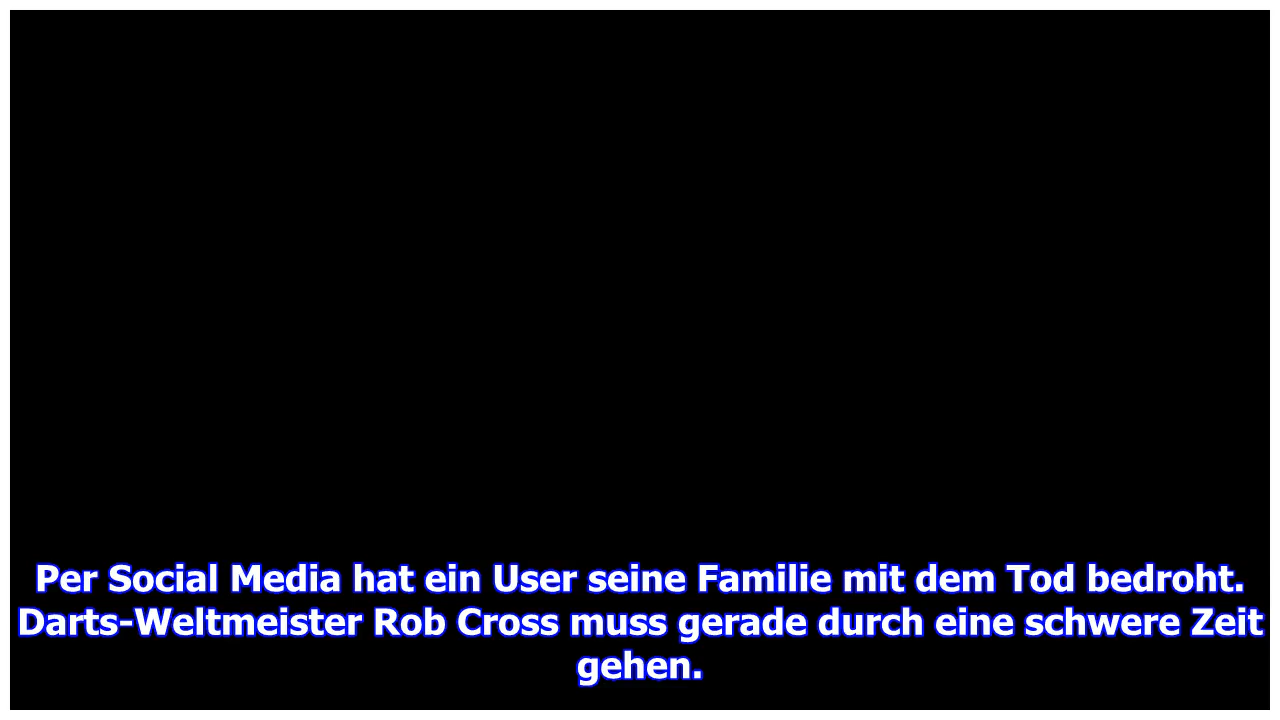 Per Social Media hat ein User seine Familie mit dem Tod bedroht.
Darts-Weltmeister Rob Cross muss gerade durch eine schwere Zeit
gehen.